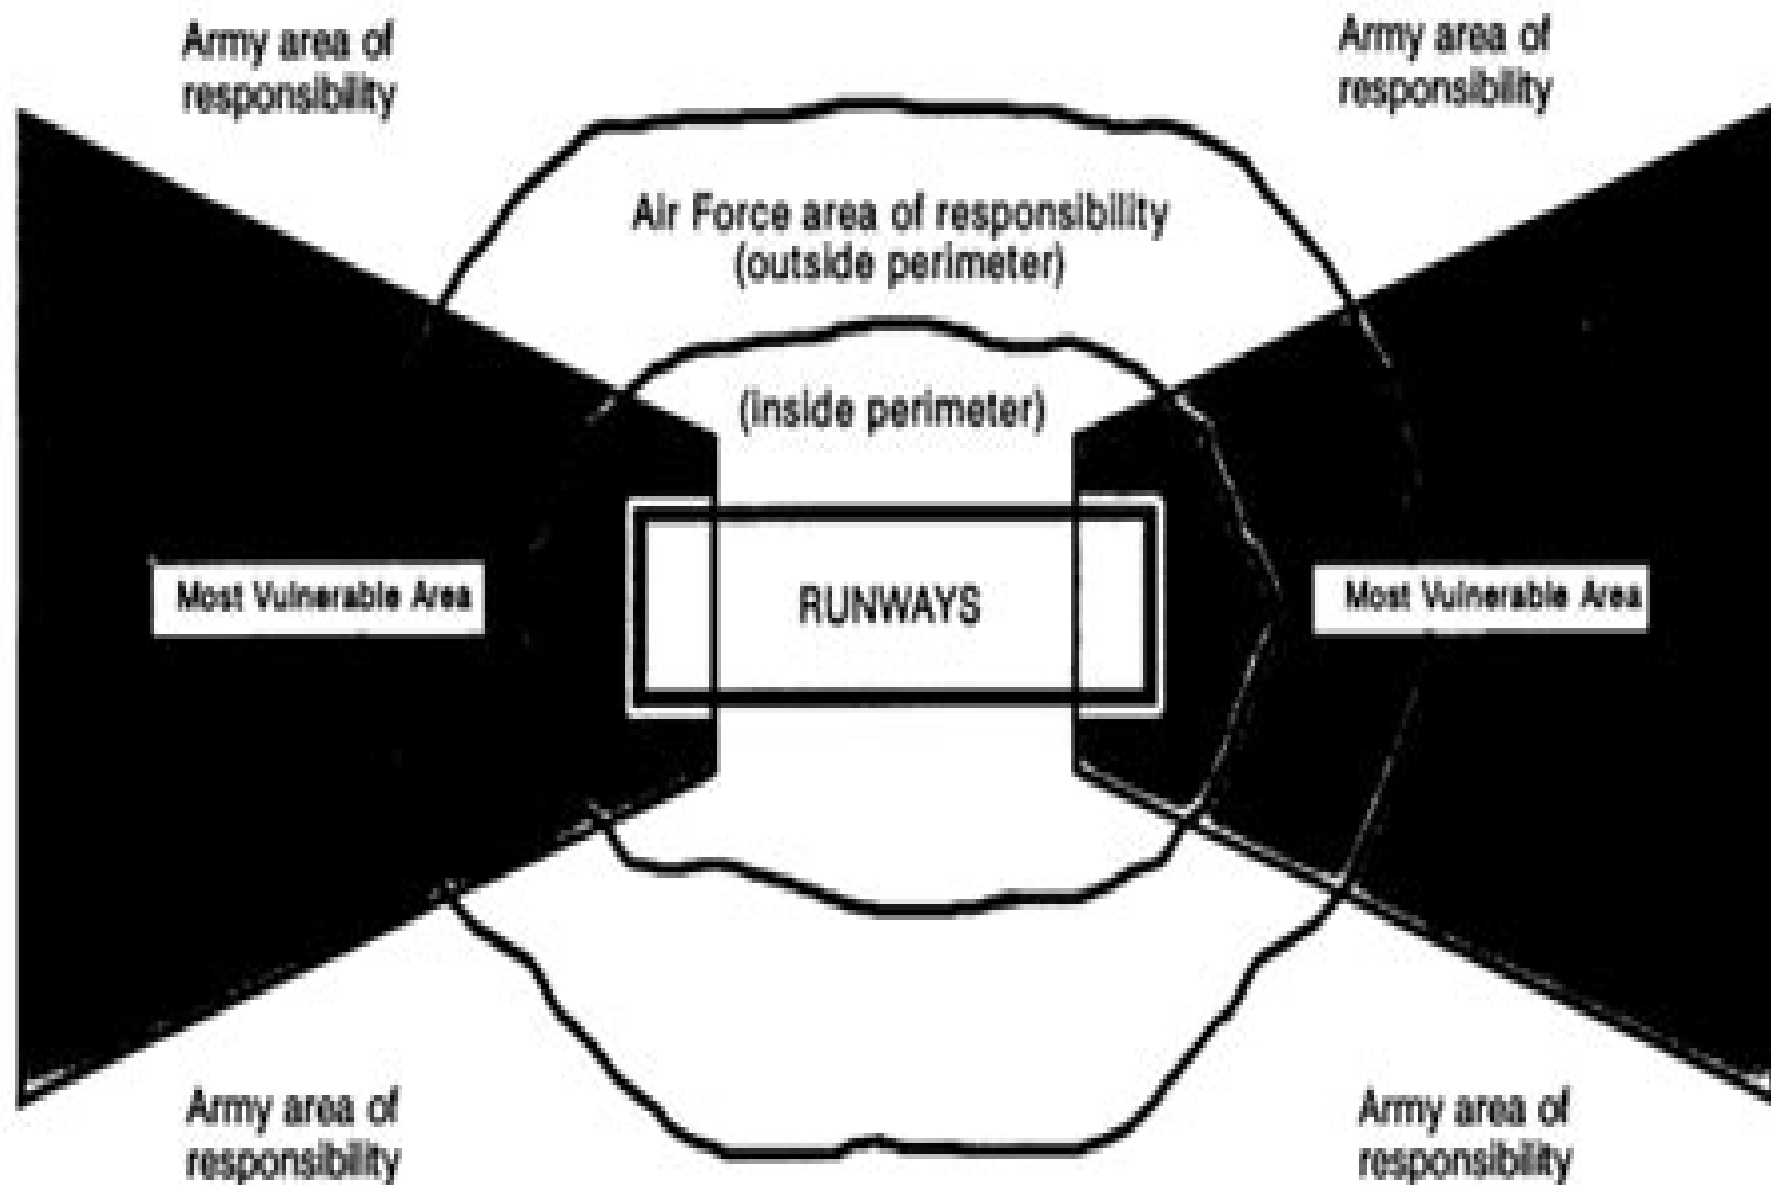 Army area of
responsibility
Army area of
responsibility
Air Force area of responsibility
(outside perimeter)
(inside perimeter)
Most Vulnerable Area
RUNWAYS
Most Vulnerable Area
Army area of
responsibility
Army area of
responsibility